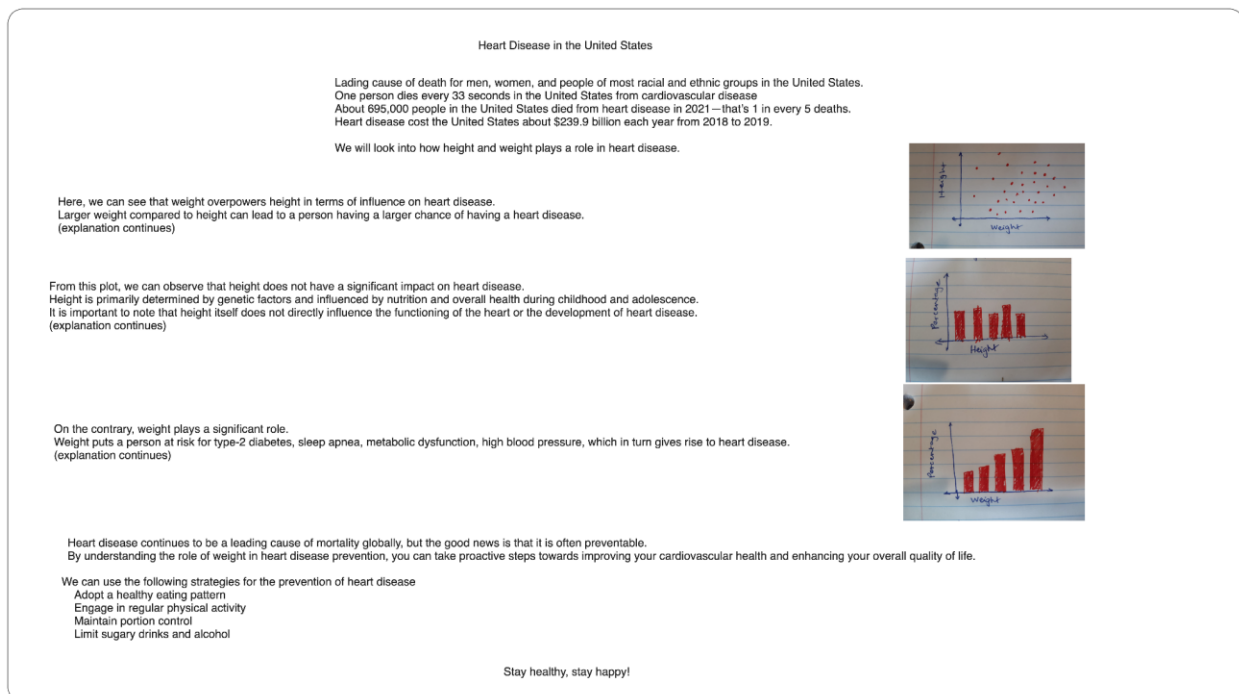 Heart Disease in the United States
Lading cause of death for men, women, and people of most racial and ethnic groups in the United States.
One person dies every 33 seconds in the United States from cardiovascular disease
About 695,000 people in the United States died from heart disease in 2021—that's 1 in every 5 deaths.
Heart disease cost the United States about $239.9 billion each year from 2018 to 2019.
We will look into how height and weight plays a role in heart disease.
Height
Weight
Here, we can see that weight overpowers height in terms of influence on heart disease.
Larger weight compared to height can lead to a person having a larger chance of having a heart disease.
(explanation continues)
From this plot, we can observe that height does not have a significant impact on heart disease.
Height is primarily determined by genetic factors and influenced by nutrition and overall health during childhood and adolescence.
It is important to note that height itself does not directly influence the functioning of the heart or the development of heart disease.
(explanation continues)
Percentage
Height
On the contrary, weight plays a significant role.
Weight puts a person at risk for type-2 diabetes, sleep apnea, metabolic dysfunction, high blood pressure, which in turn gives rise to heart disease.
(explanation continues)
Percentage
Weight
Heart disease continues to be a leading cause of mortality globally, but the good news is that it is often preventable.
By understanding the role of weight in heart disease prevention, you can take proactive steps towards improving your cardiovascular health and enhancing your overall quality of life.
We can use the following strategies for the prevention of heart disease
Adopt a healthy eating pattern
Engage in regular physical activity
Maintain portion control
Limit sugary drinks and alcohol
Stay healthy, stay happy!